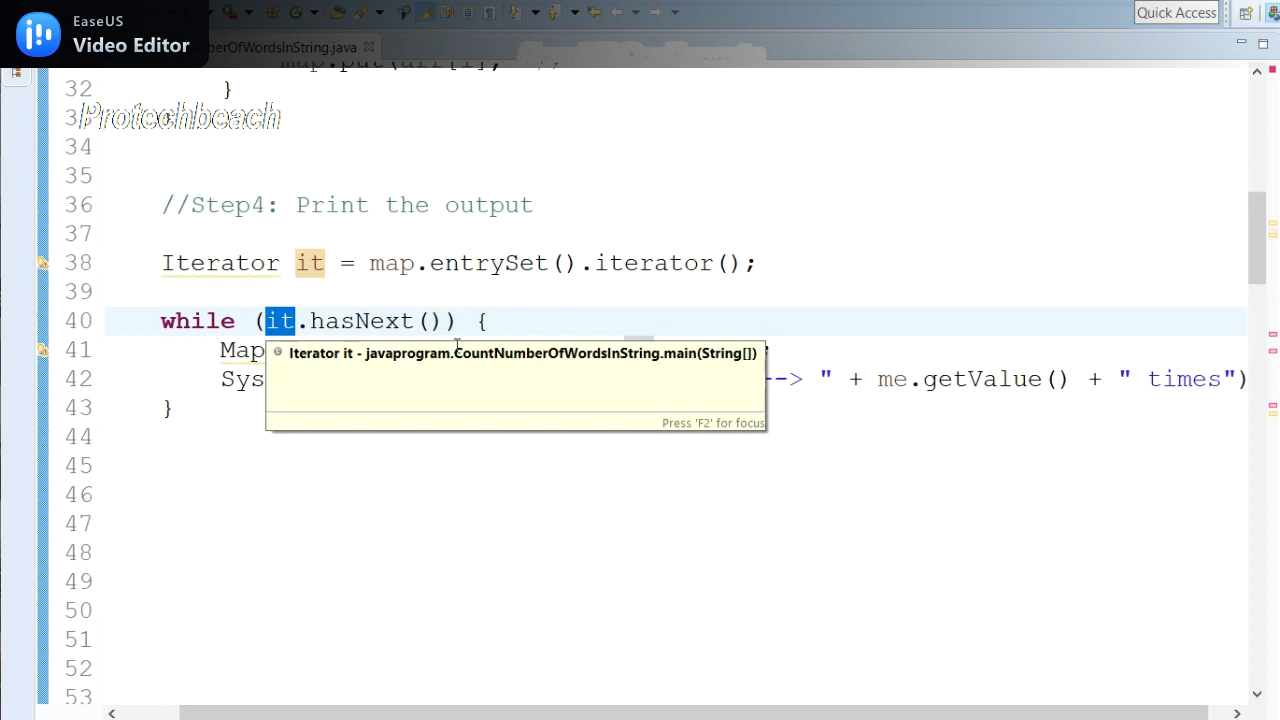 EaseUS
Video Editor
Quick Access
berOfWordsInString.java
32 }
Protechbeach
34
35
36 //Step4: Print the output
37
38 Iterator it = map.entrySet().iterator();
39
40 while (it.hasNext()) {
41 Map
Iterator it - javaprogram.CountNumberOfWordsInString.main(String[])
42 Sys --> " + me.getValue() + " times")
43 }
Press 'F2' for focus
44
45
46
47
48
49
50
51
52
53